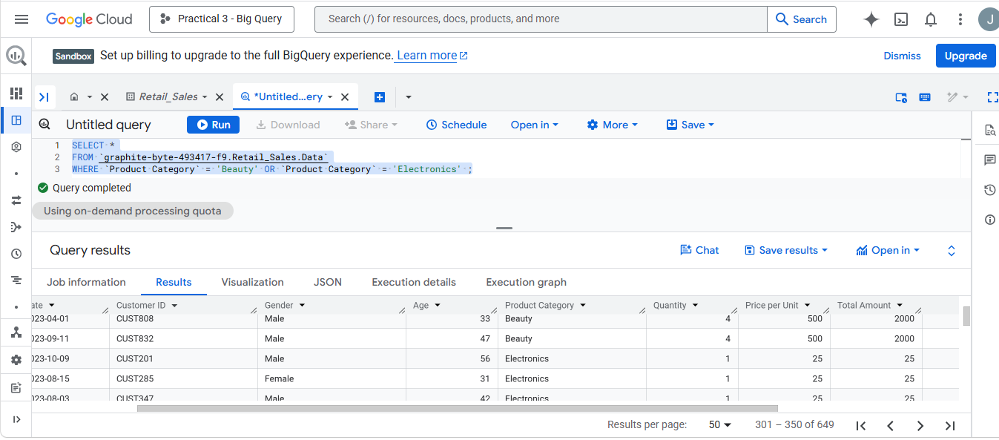 Google Cloud
Practical 3 - Big Query
Search (/) for resources, docs, products, and more
Search
J
Sandbox Set up billing to upgrade to the full BigQuery experience. Learn more
Dismiss
Upgrade
Retail_Sales
*Untitled...ery
Untitled query
Run
Download
Share
Schedule
Open in
More
Save
1 SELECT *
2 FROM `graphite-byte-493417-f9.Retail_Sales.Data`
3 WHERE `Product Category` = 'Beauty' OR `Product Category` = 'Electronics' ;
Query completed
Using on-demand processing quota
Query results
Chat
Save results
Open in
Job information Results Visualization JSON Execution details Execution graph
ate Customer ID Gender Age Product Category Quantity Price per Unit Total Amount
023-04-01 CUST808 Male 33 Beauty 4 500 2000
023-09-11 CUST832 Male 47 Beauty 4 500 2000
023-10-09 CUST201 Male 56 Electronics 1 25 25
023-08-15 CUST285 Female 31 Electronics 1 25 25
023-08-03 CUST347 Male 42 Electronics 1 25 25
Results per page: 50 301 – 350 of 649